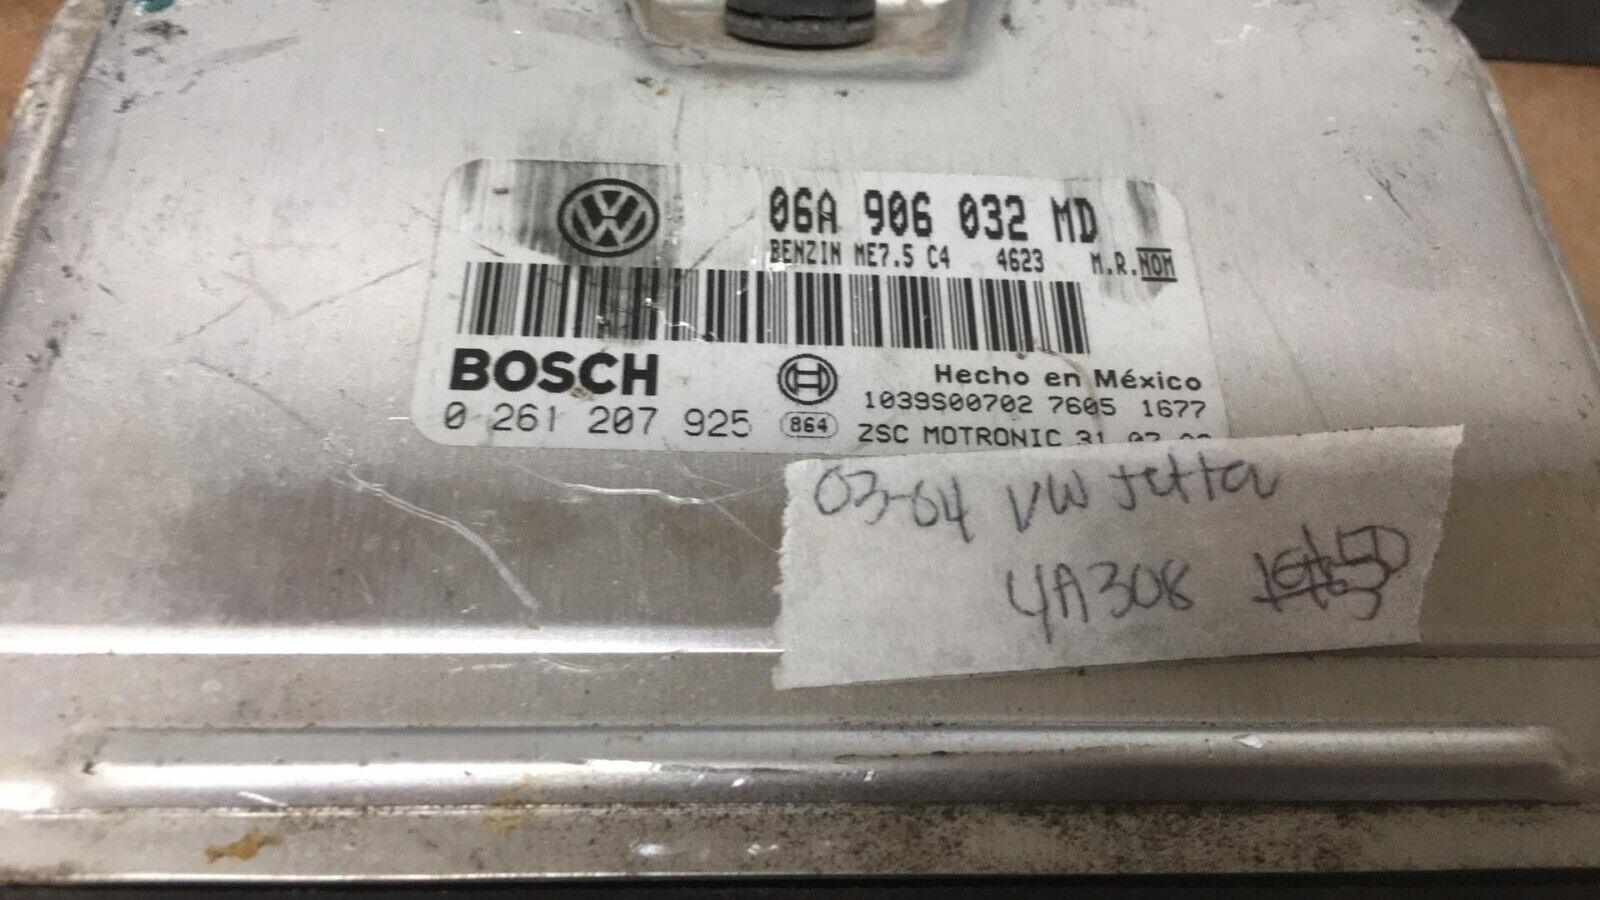 06A 906 032 MD
BENZIN ME7.5 C4 4623 M.R.NOM
BOSCH
Hecho en México
1039S00702 7605 1677
0 261 207 925 864 ZSC MOTRONIC 31
03-04 VW Jetta
4A308